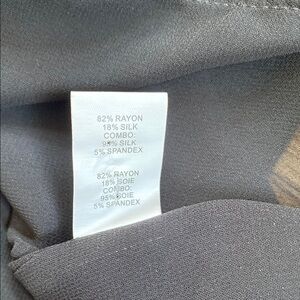 82% RAYON
18% SILK
COMBO:
95% SILK
5% SPANDEX
82% RAYON
18% SOIE
COMBO:
95% SOIE
5% SPANDEX